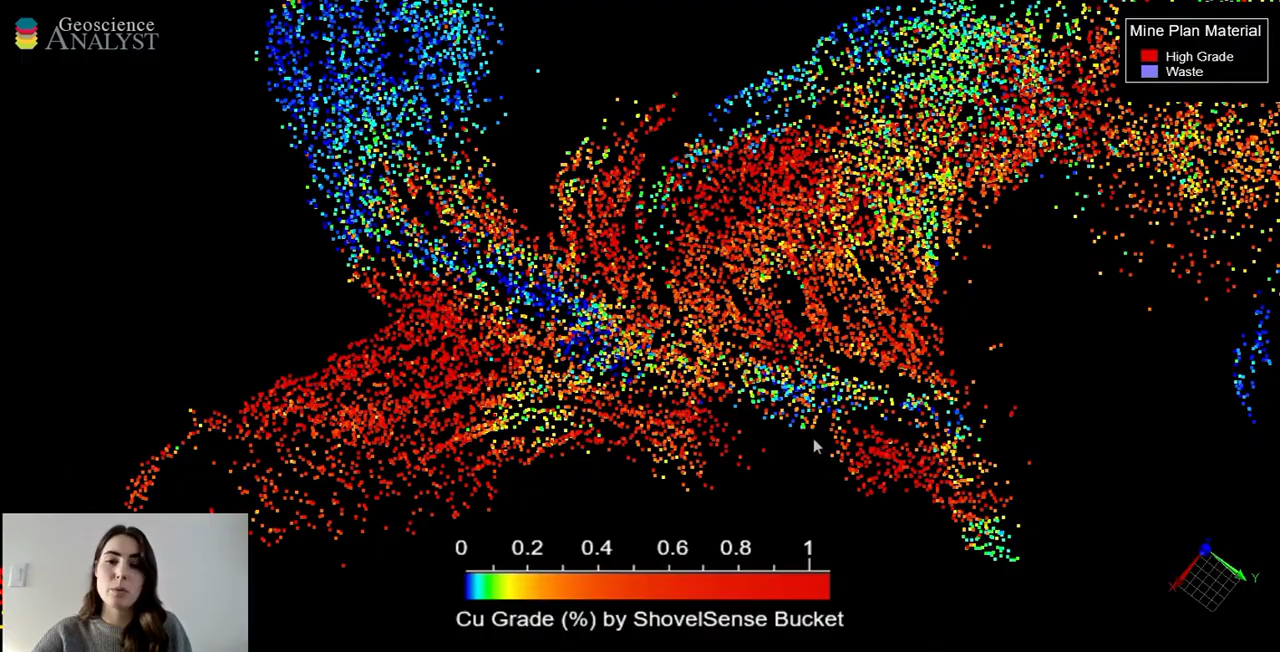 Geoscience
ANALYST
Mine Plan Material
High Grade
Waste
0 0.2 0.4 0.6 0.8 1
Cu Grade (%) by ShovelSense Bucket
X
Y